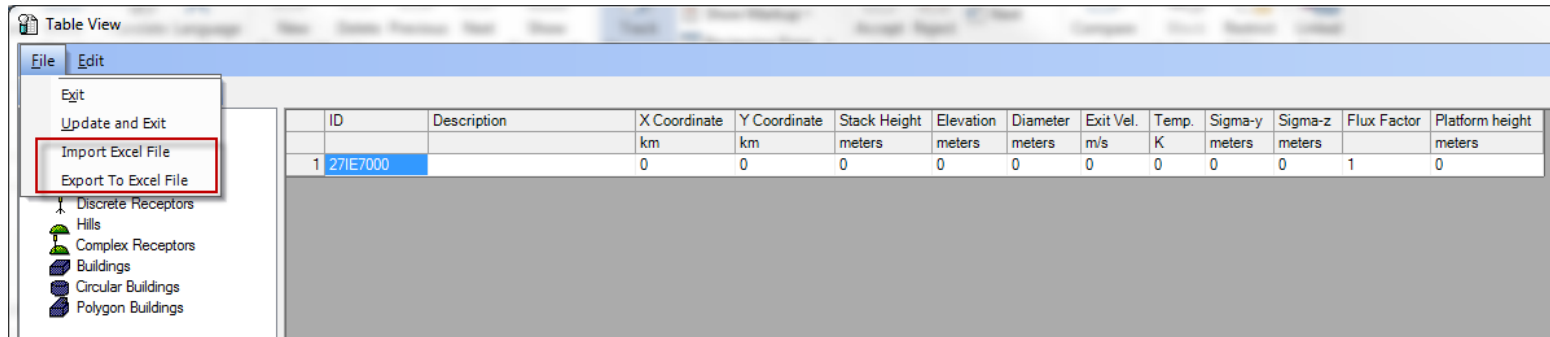 Table View
File Edit
Exit
Update and Exit
Import Excel File
Export To Excel File
Discrete Receptors
Hills
Complex Receptors
Buildings
Circular Buildings
Polygon Buildings
ID Description X Coordinate Y Coordinate Stack Height Elevation Diameter Exit Vel. Temp. Sigma-y Sigma-z Flux Factor Platform height
km km meters meters meters m/s K meters meters meters
1 27IE7000 0 0 0 0 0 0 0 0 0 1 0